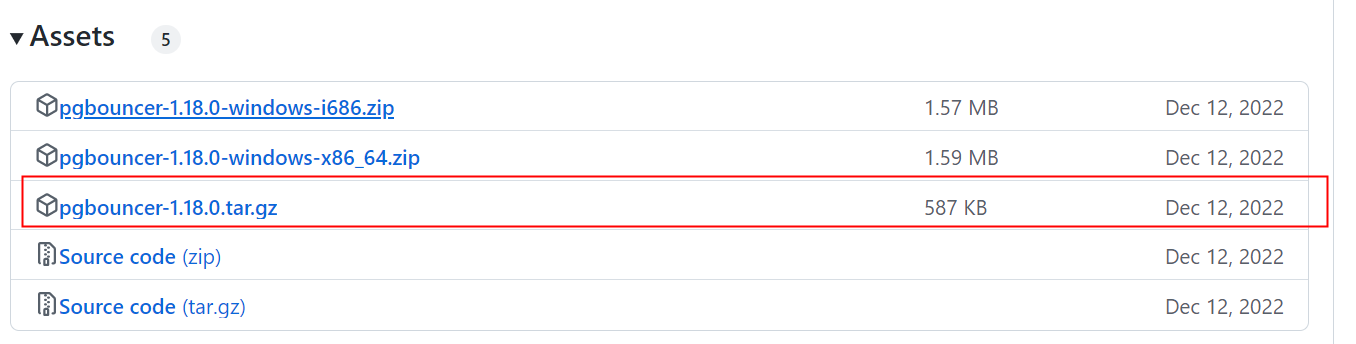 Assets 5
pgbouncer-1.18.0-windows-i686.zip 1.57 MB Dec 12, 2022
pgbouncer-1.18.0-windows-x86_64.zip 1.59 MB Dec 12, 2022
pgbouncer-1.18.0.tar.gz 587 KB Dec 12, 2022
Source code (zip) Dec 12, 2022
Source code (tar.gz) Dec 12, 2022